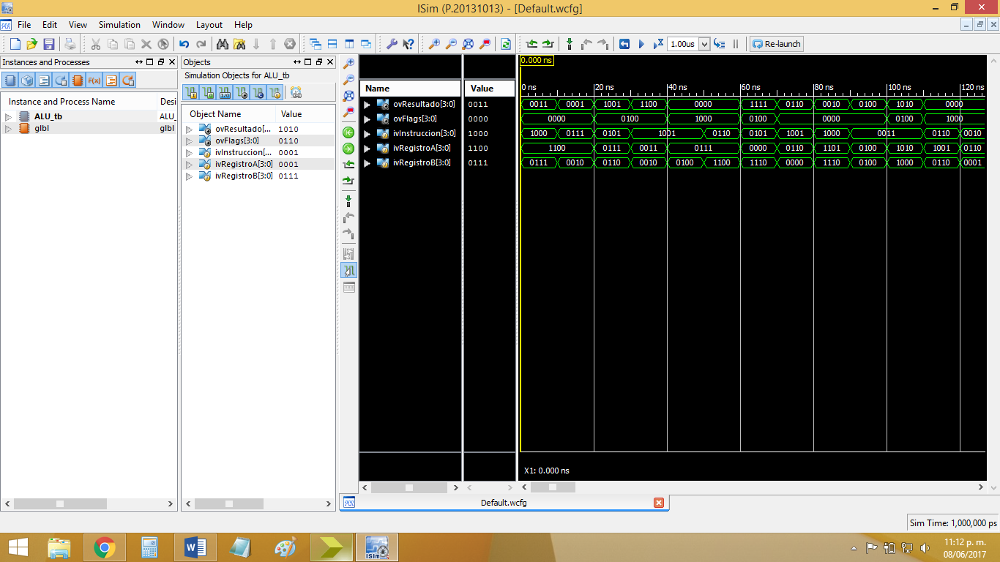 ISim (P.20131013) - [Default.wcfg]
File Edit View Simulation Window Layout Help
1.00us Re-launch
Instances and Processes
Instance and Process Name Desi
ALU_tb ALU_
glbl glbl
Objects
Simulation Objects for ALU_tb
Object Name Value
ovResultado[... 1010
ovFlags[3:0] 0110
ivInstruccion[... 0001
ivRegistroA[3:0] 0001
ivRegistroB[3:0] 0111
Name Value
ovResultado[3:0] 0011
ovFlags[3:0] 0000
ivInstruccion[3:0] 1000
ivRegistroA[3:0] 1100
ivRegistroB[3:0] 0111
0.000 ns
0 ns 20 ns 40 ns 60 ns 80 ns 100 ns 120 ns
0011 0001 1001 1100 0000 1111 0110 0010 0100 1010 0000
0000 0100 1000 0100 0000 0100 1000
1000 0111 0101 1001 0110 0101 1001 1000 0011 0110 0010
1100 0111 0011 0111 0000 0110 1101 0100 1010 1001 0110
0111 0010 0110 0010 0100 1100 1110 0000 1110 0100 1000 0110 0001
X1: 0.000 ns
Default.wcfg
Sim Time: 1,000,000 ps
ISim
11:12 p. m.
08/06/2017